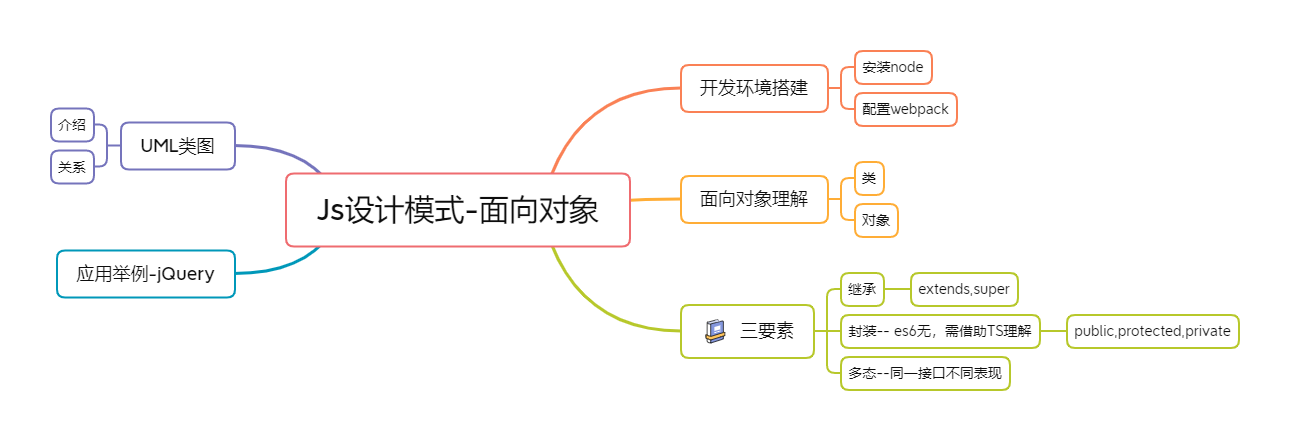 Js设计模式-面向对象
开发环境搭建
安装node
配置webpack
面向对象理解
类
对象
三要素
继承
extends,super
封装-- es6无，需借助TS理解
public,protected,private
多态--同一接口不同表现
UML类图
介绍
关系
应用举例-jQuery